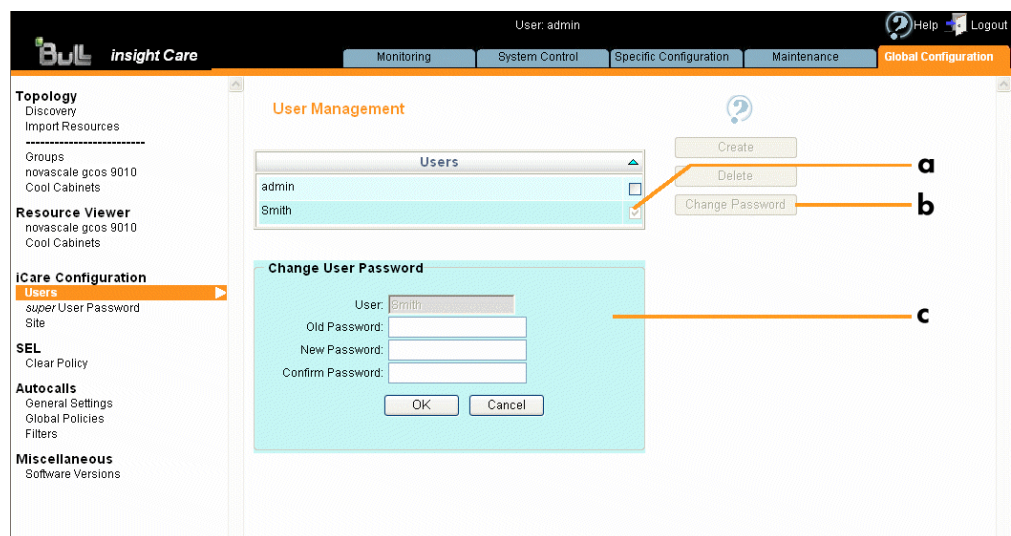 User: admin
Help
Logout
Bull
insight Care
Monitoring
System Control
Specific Configuration
Maintenance
Global Configuration
Topology
Discovery
Import Resources
-------------------------
Groups
novascale gcos 9010
Cool Cabinets
Resource Viewer
novascale gcos 9010
Cool Cabinets
iCare Configuration
Users
super User Password
Site
SEL
Clear Policy
Autocalls
General Settings
Global Policies
Filters
Miscellaneous
Software Versions
User Management
?
Users
admin
Smith
Create
Delete
Change Password
a
b
Change User Password
User: Smith
Old Password:
New Password:
Confirm Password:
OK
Cancel
c